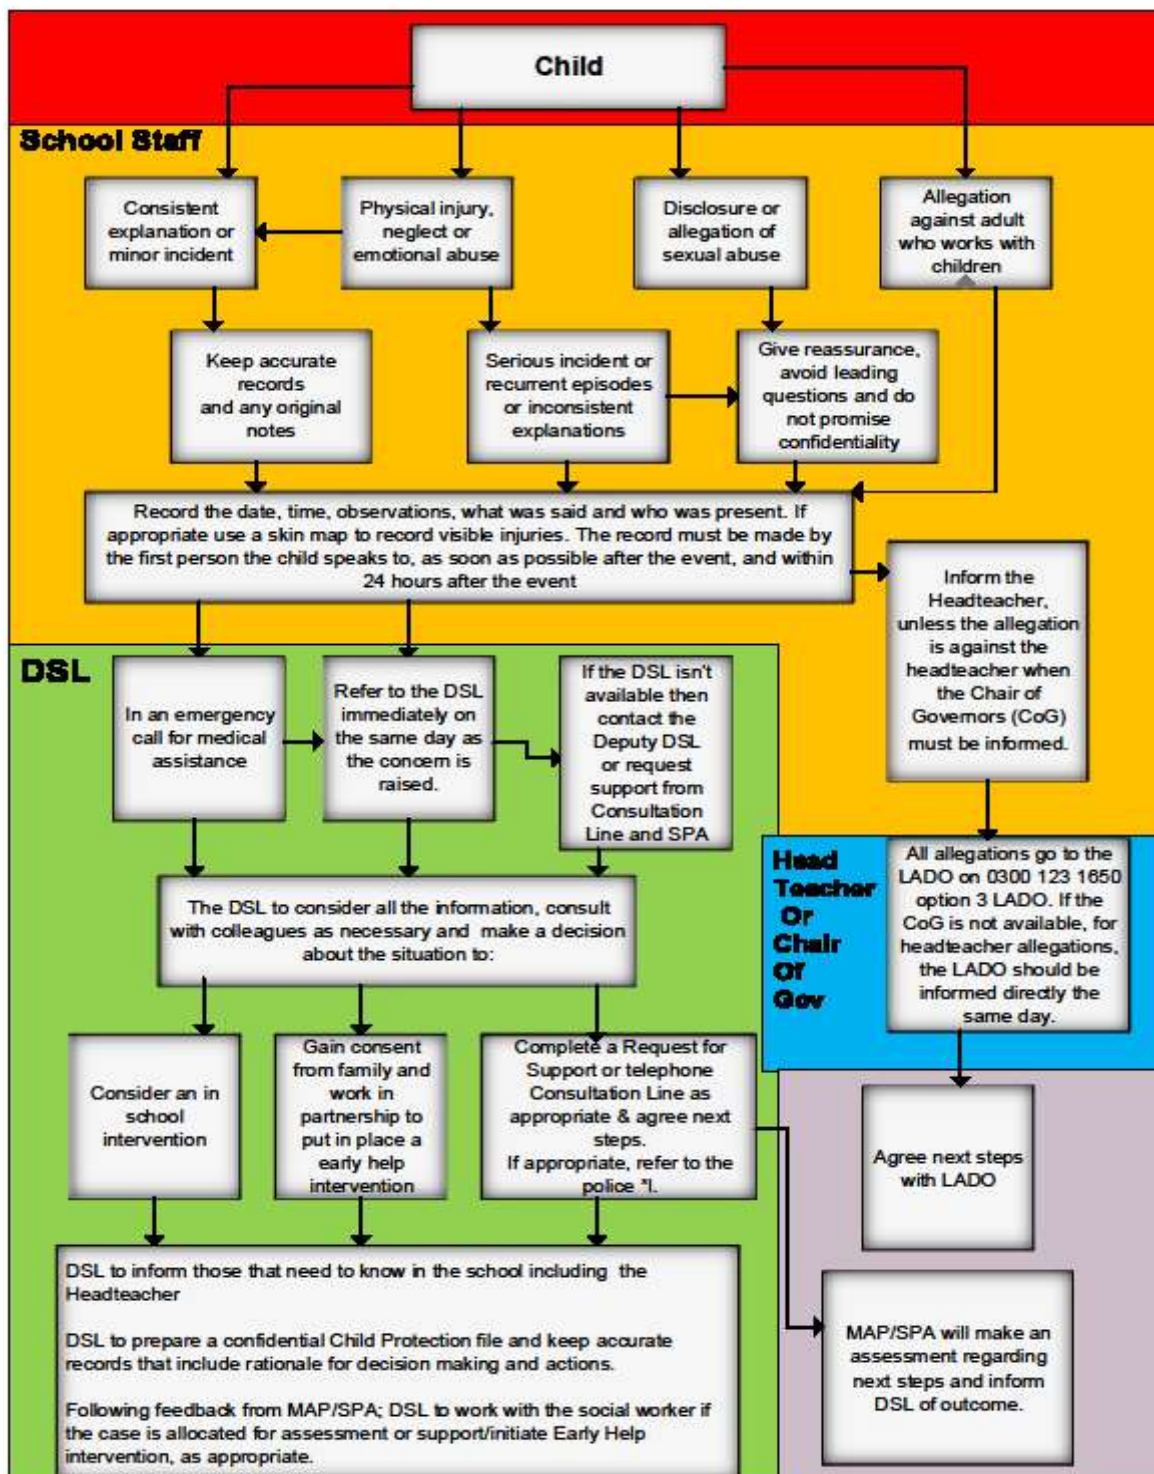 Child
School Staff
Consistent
explanation or
minor incident
Physical injury,
neglect or
emotional abuse
Disclosure or
allegation of
sexual abuse
Allegation
against adult
who works with
children
Keep accurate
records
and any original
notes
Serious incident or
recurrent episodes
or inconsistent
explanations
Give reassurance,
avoid leading
questions and do
not promise
confidentiality
Record the date, time, observations, what was said and who was present. If
appropriate use a skin map to record visible injuries. The record must be made by
the first person the child speaks to, as soon as possible after the event, and within
24 hours after the event
Inform the
Headteacher,
unless the allegation
is against the
headteacher when
the Chair of
Governors (CoG)
must be informed.
DSL
In an emergency
call for medical
assistance
Refer to the DSL
immediately on
the same day as
the concern is
raised.
If the DSL isn't
available then
contact the
Deputy DSL
or request
support from
Consultation
Line and SPA
Head
Teacher
Or
Chair
Of
Gov
All allegations go to the
LADO on 0300 123 1650
option 3 LADO. If the
CoG is not available, for
headteacher allegations,
the LADO should be
informed directly the
same day.
The DSL to consider all the information, consult
with colleagues as necessary and make a decision
about the situation to:
Consider an in
school
intervention
Gain consent
from family and
work in
partnership to
put in place a
early help
intervention
Complete a Request for
Support or telephone
Consultation Line as
appropriate & agree next
steps.
If appropriate, refer to the
police *I.
Agree next steps
with LADO
DSL to inform those that need to know in the school including the
Headteacher
DSL to prepare a confidential Child Protection file and keep accurate
records that include rationale for decision making and actions.
Following feedback from MAP/SPA; DSL to work with the social worker if
the case is allocated for assessment or support/initiate Early Help
intervention, as appropriate.
MAP/SPA will make an
assessment regarding
next steps and inform
DSL of outcome.